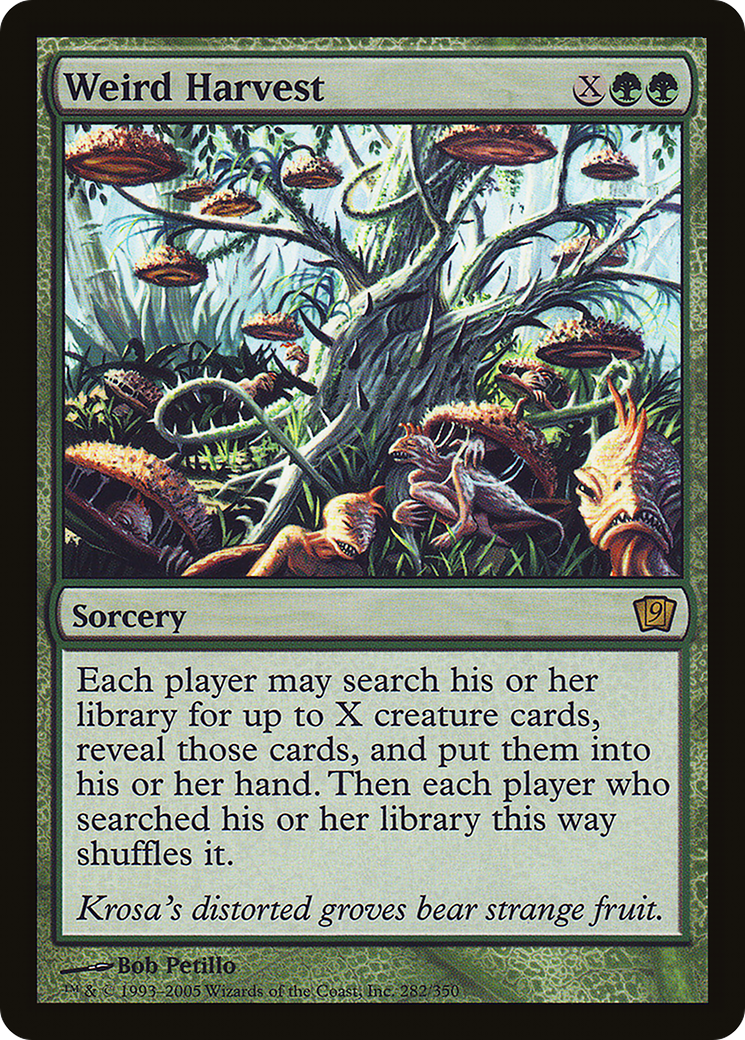 Weird Harvest
X
Sorcery
9
Each player may search his or her
library for up to X creature cards,
reveal those cards, and put them into
his or her hand. Then each player who
searched his or her library this way
shuffles it.
Krosa's distorted groves bear strange fruit.
Bob Petillo
™ & © 1993–2005 Wizards of the Coast, Inc. 282/350